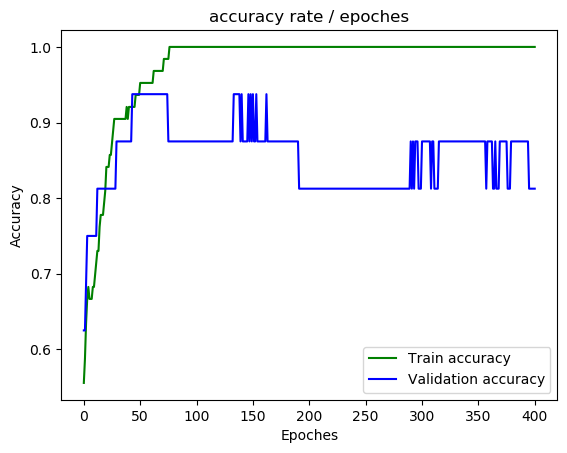 accuracy rate / epoches
1.0
0.9
0.8
0.7
0.6
Accuracy
Train accuracy
Validation accuracy
0 50 100 150 200 250 300 350 400
Epoches